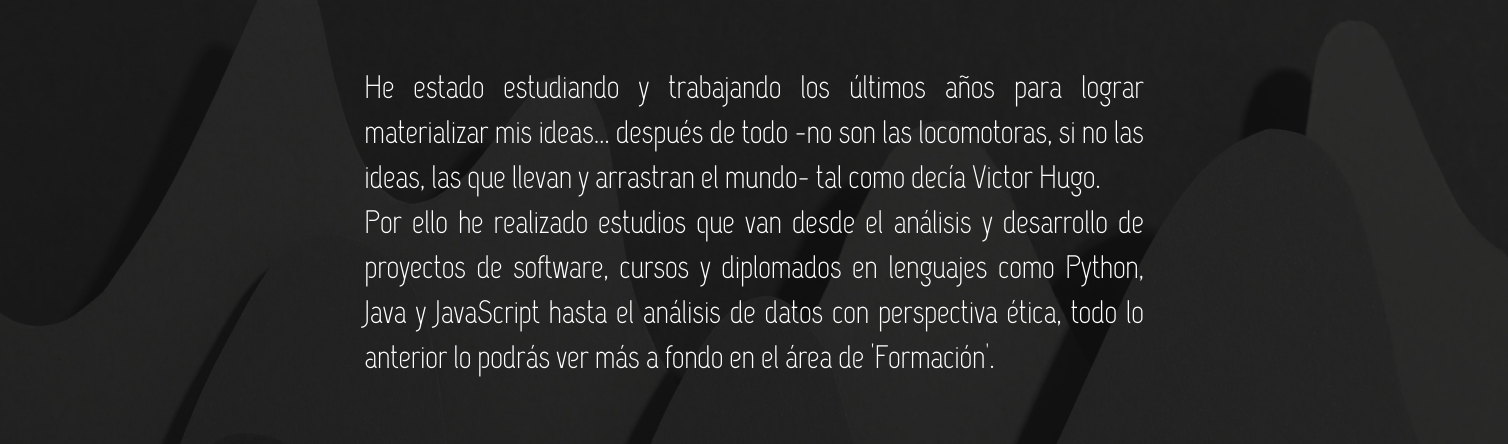 He estado estudiando y trabajando los últimos años para lograr
materializar mis ideas... después de todo -no son las locomotoras, si no las
ideas, las que llevan y arrastran el mundo- tal como decía Victor Hugo.
Por ello he realizado estudios que van desde el análisis y desarrollo de
proyectos de software, cursos y diplomados en lenguajes como Python,
Java y JavaScript hasta el análisis de datos con perspectiva ética, todo lo
anterior lo podrás ver más a fondo en el área de 'Formación'.